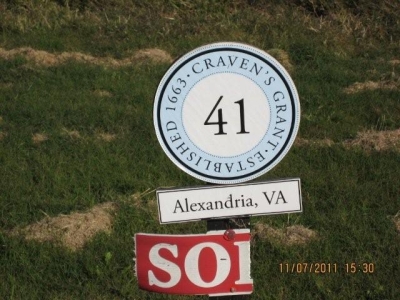 CRAVEN'S GRANT · ESTABLISHED 1663 ·
41
Alexandria, VA
SOL
11/07/2011 15:30